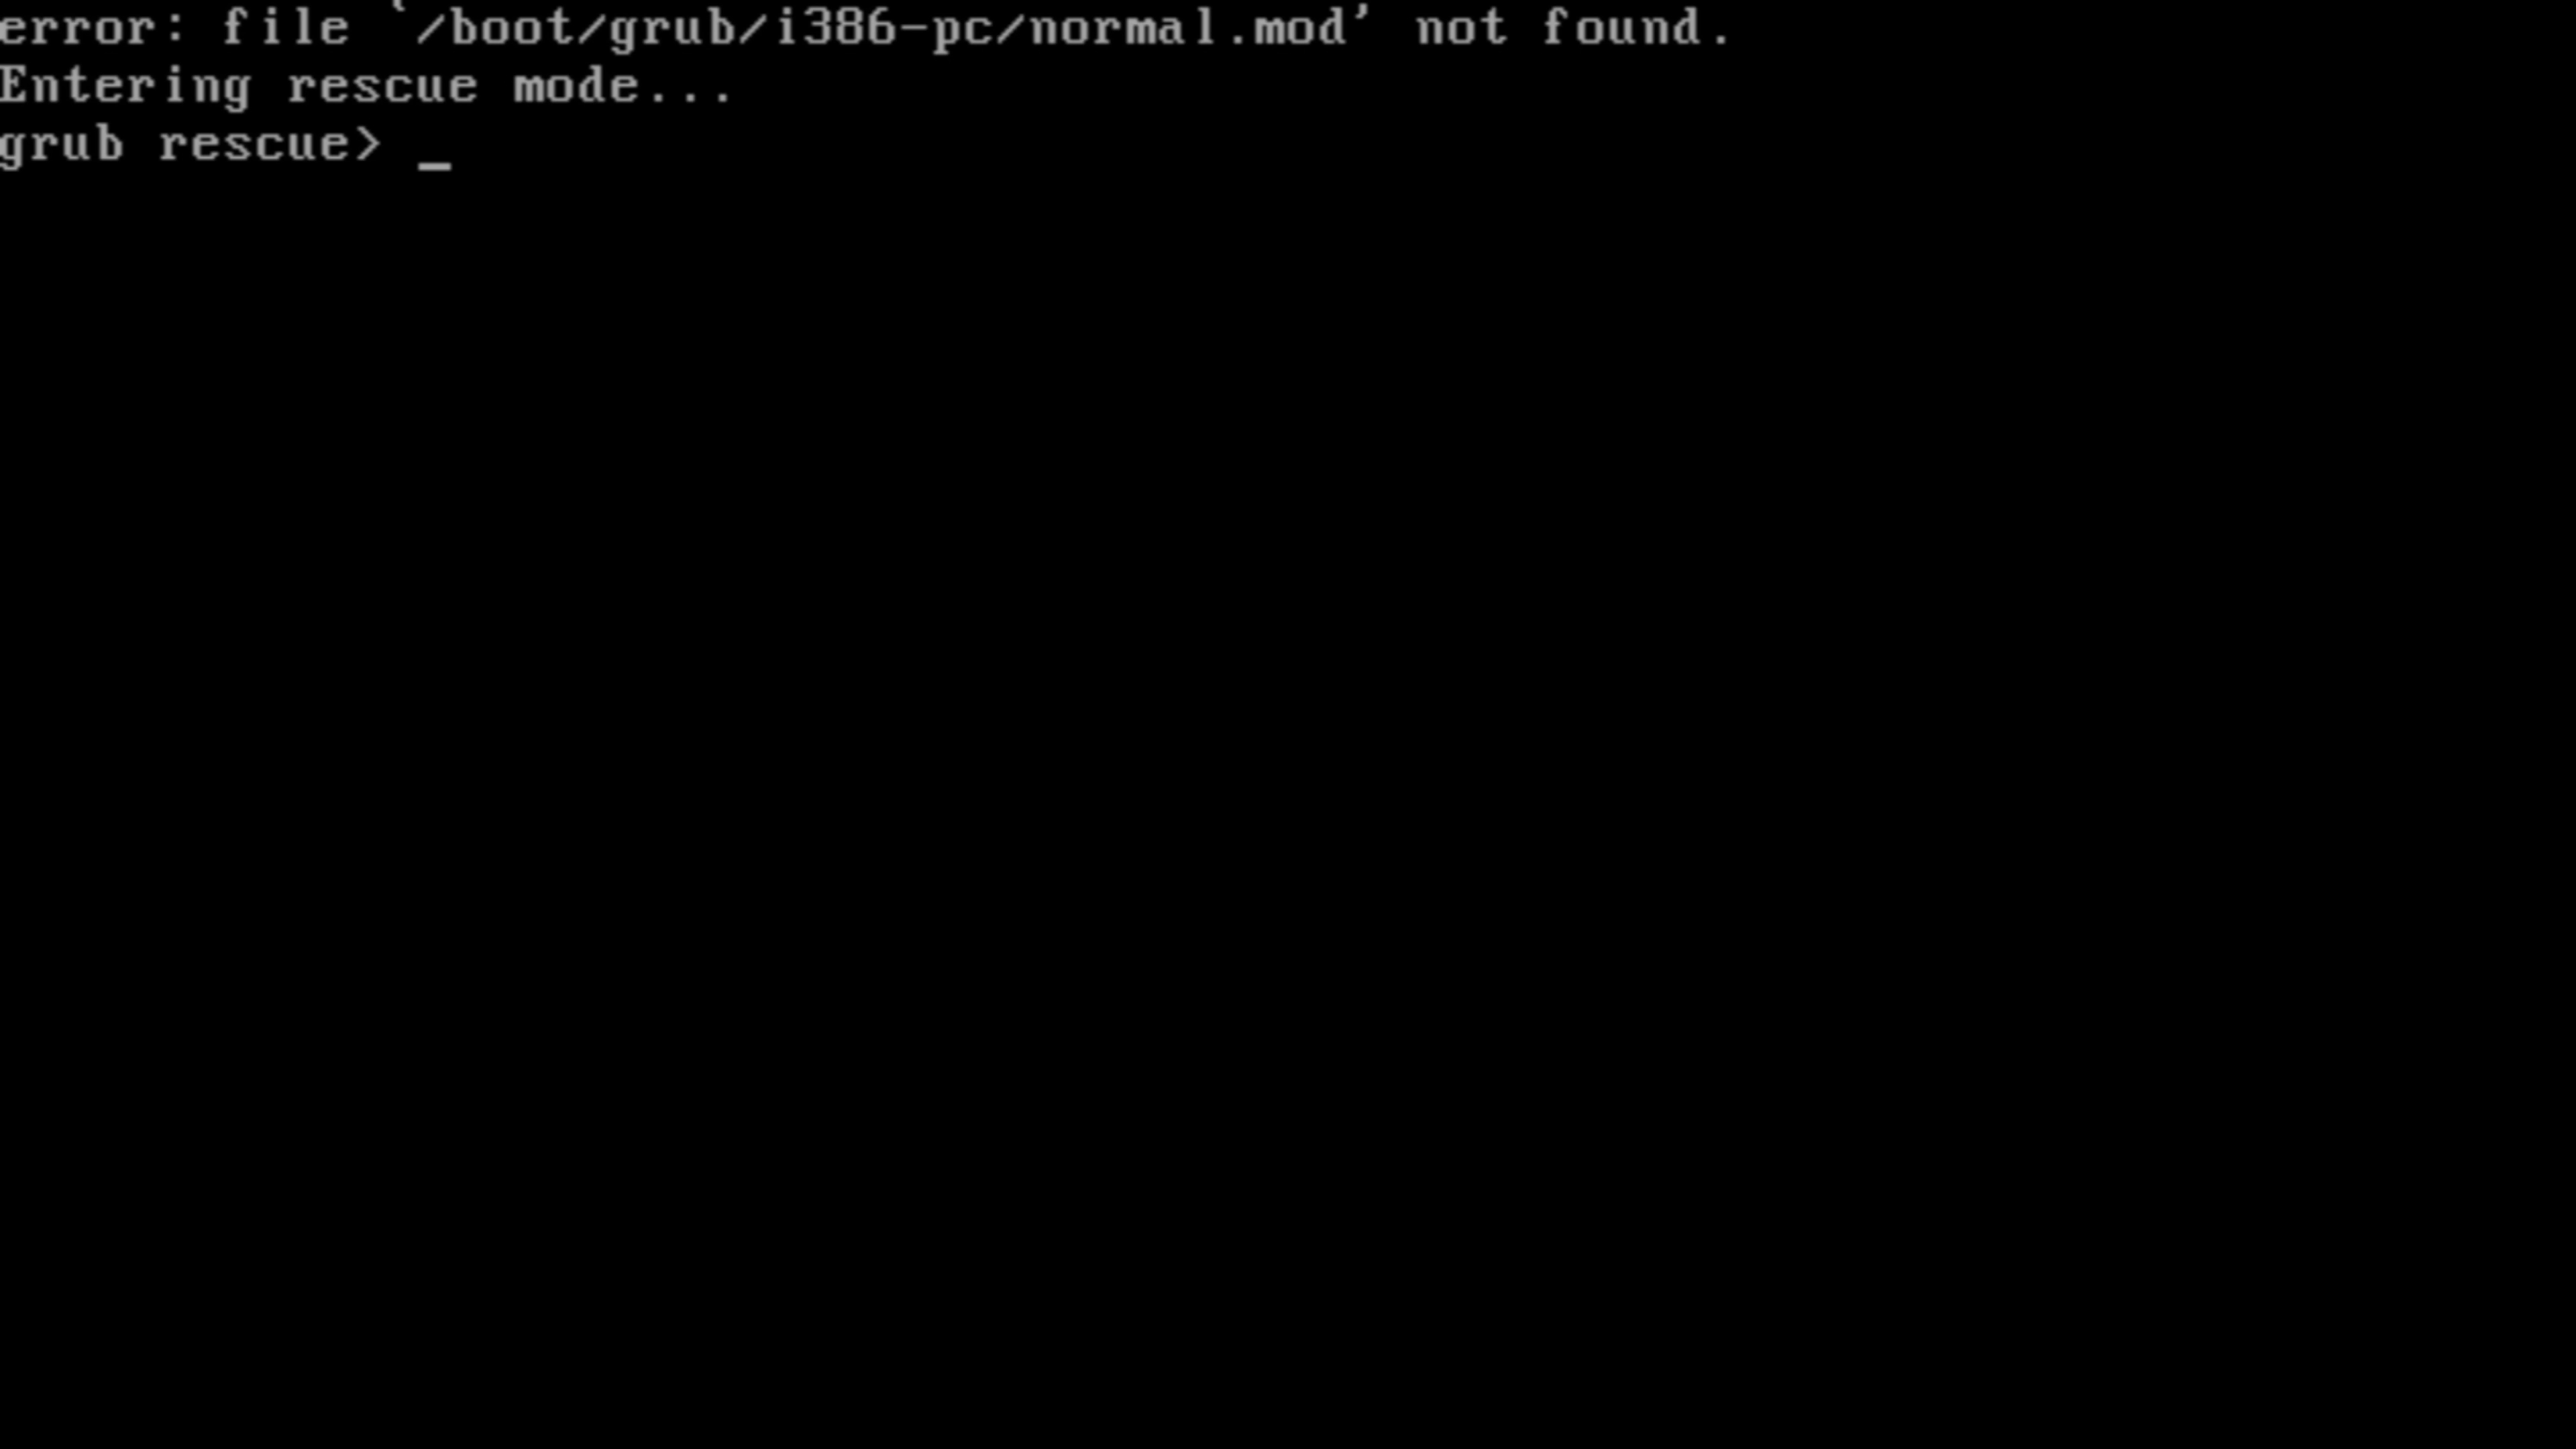 error: file `/boot/grub/i386-pc/normal.mod' not found.
Entering rescue mode...
grub rescue> _